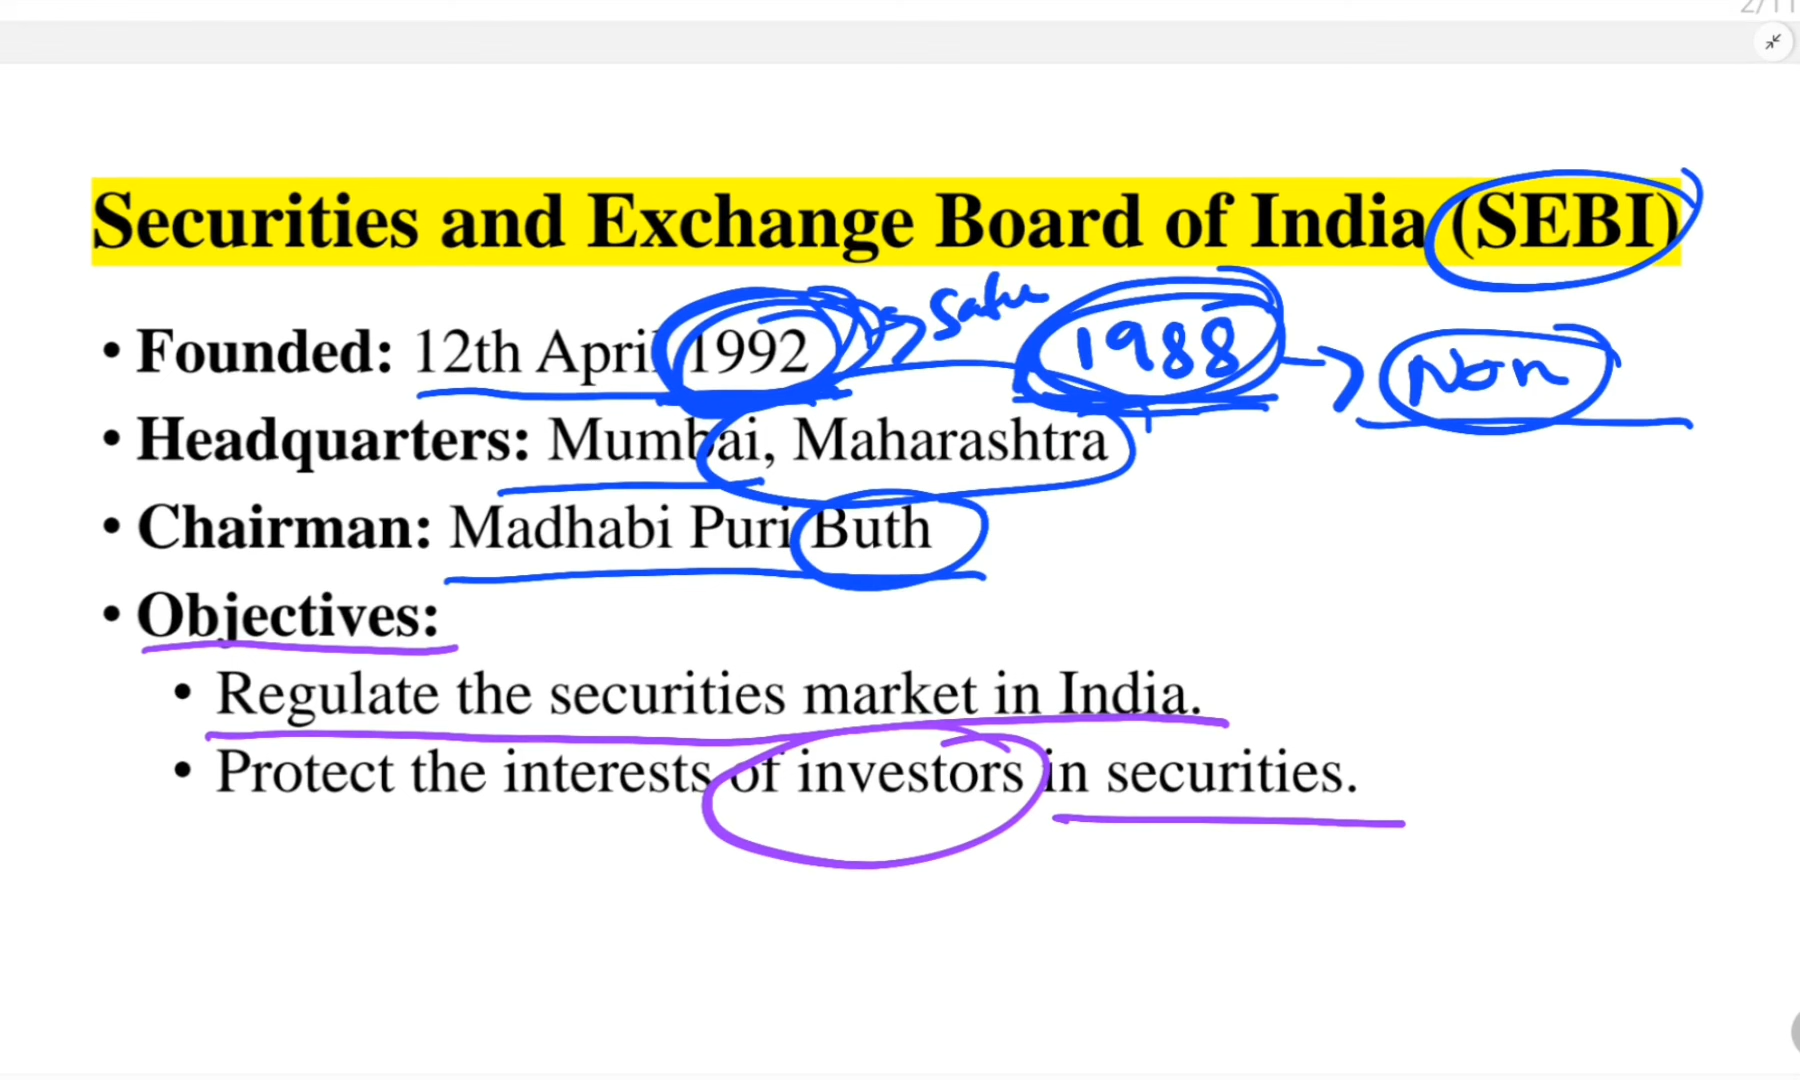 Securities and Exchange Board of India (SEBI)
• Founded: 12th April 1992 1988 Non
• Headquarters: Mumbai, Maharashtra
• Chairman: Madhabi Puri Buth
• Objectives:
• Regulate the securities market in India.
• Protect the interests of investors in securities.